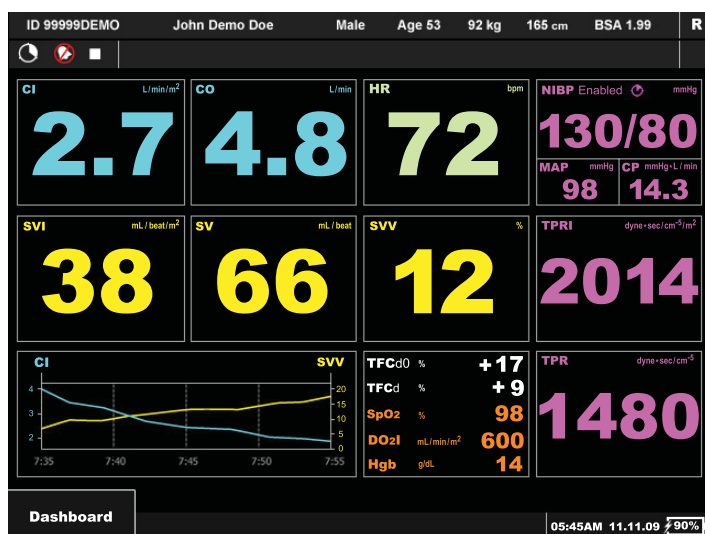 ID 99999DEMO John Demo Doe Male Age 53 92 kg 165 cm BSA 1.99 R
CI L/min/m² CO L/min HR bpm NIBP Enabled mmHg
2.7 4.8 72 130/80
MAP mmHg CP mmHg•L/min
98 14.3
SVI mL/beat/m² SV mL/beat SVV % TPRI dyne•sec/cm⁻⁵/m²
38 66 12 2014
CI SVV
4 20
15
3 10
5
2 0
7:35 7:40 7:45 7:50 7:55
TFCd0 % +17
TFCd % +9
SpO2 % 98
DO2I mL/min/m² 600
Hgb g/dL 14
TPR dyne•sec/cm⁻⁵
1480
Dashboard
05:45AM 11.11.09 90%